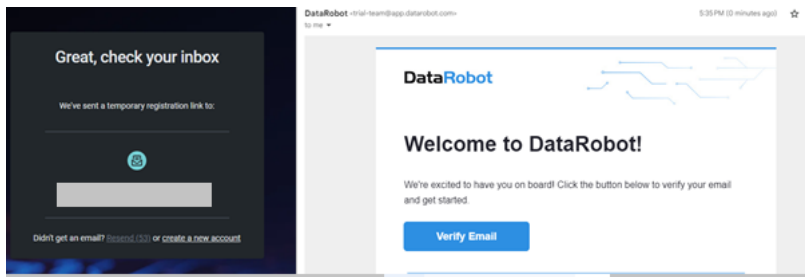 Great, check your inbox
We've sent a temporary registration link to:
Didn't get an email? Resend (53) or create a new account
DataRobot <trial-team@app.datarobot.com>
to me
5:35 PM (0 minutes ago)
DataRobot
Welcome to DataRobot!
We're excited to have you on board! Click the button below to verify your email
and get started.
Verify Email